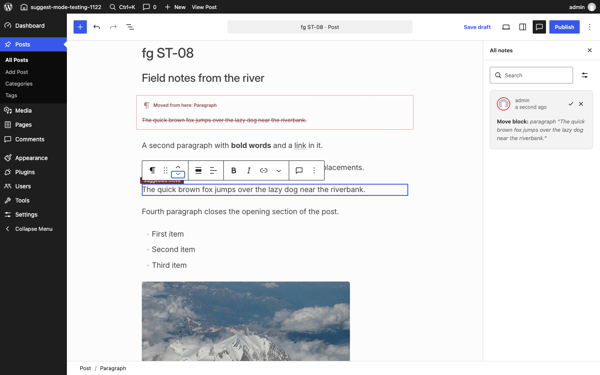 suggest-mode-testing-1122 Ctrl+K 0 New View Post admin
Dashboard
Posts
All Posts
Add Post
Categories
Tags
Media
Pages
Comments
Appearance
Plugins
Users
Tools
Settings
Collapse Menu
fg ST-08 · Post
Save draft
Publish
fg ST-08
Field notes from the river
Moved from here: Paragraph
The quick brown fox jumps over the lazy dog near the riverbank.
A second paragraph with bold words and a link in it.
placements.
B I
The quick brown fox jumps over the lazy dog near the riverbank.
Fourth paragraph closes the opening section of the post.
First item
Second item
Third item
Post / Paragraph
All notes
Search
admin
a second ago
Move block: paragraph "The quick
brown fox jumps over the lazy dog
near the riverbank."